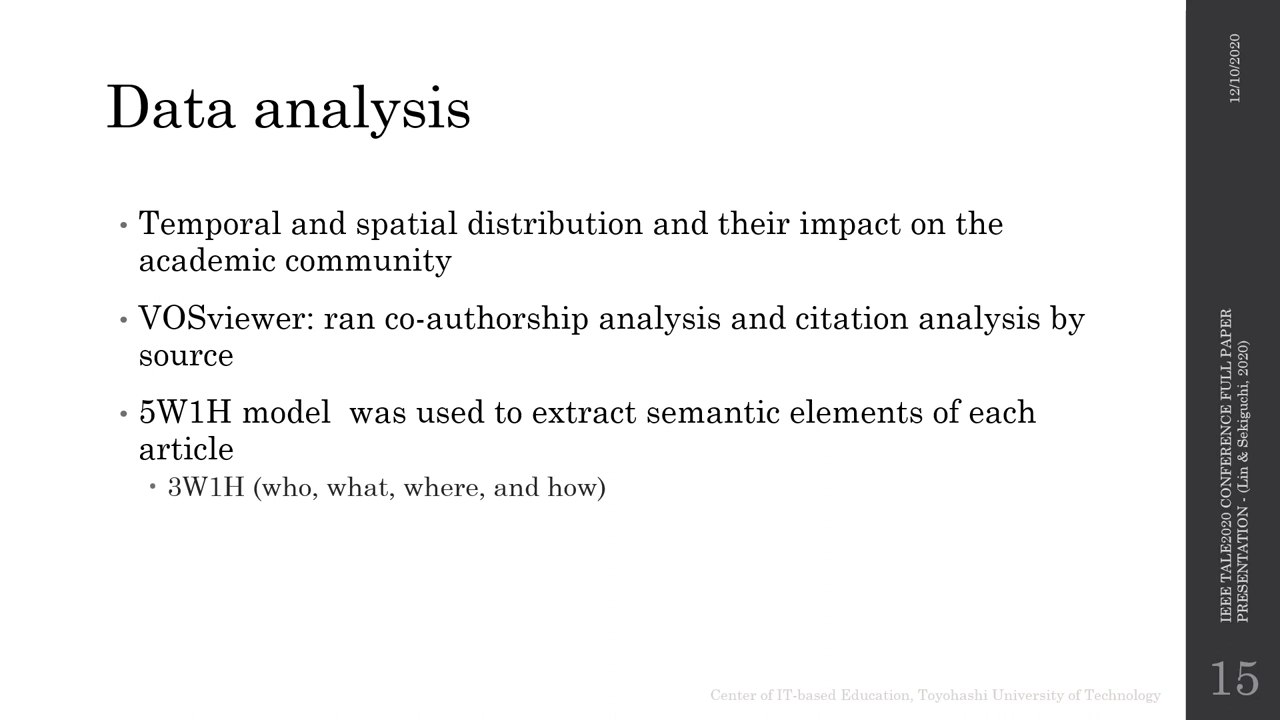 Data analysis
• Temporal and spatial distribution and their impact on the
academic community
• VOSviewer: ran co-authorship analysis and citation analysis by
source
• 5W1H model  was used to extract semantic elements of each
article
• 3W1H (who, what, where, and how)
12/10/2020
IEEE TALE2020 CONFERENCE FULL PAPER
PRESENTATION - (Lin & Sekiguchi, 2020)
15
Center of IT-based Education, Toyohashi University of Technology